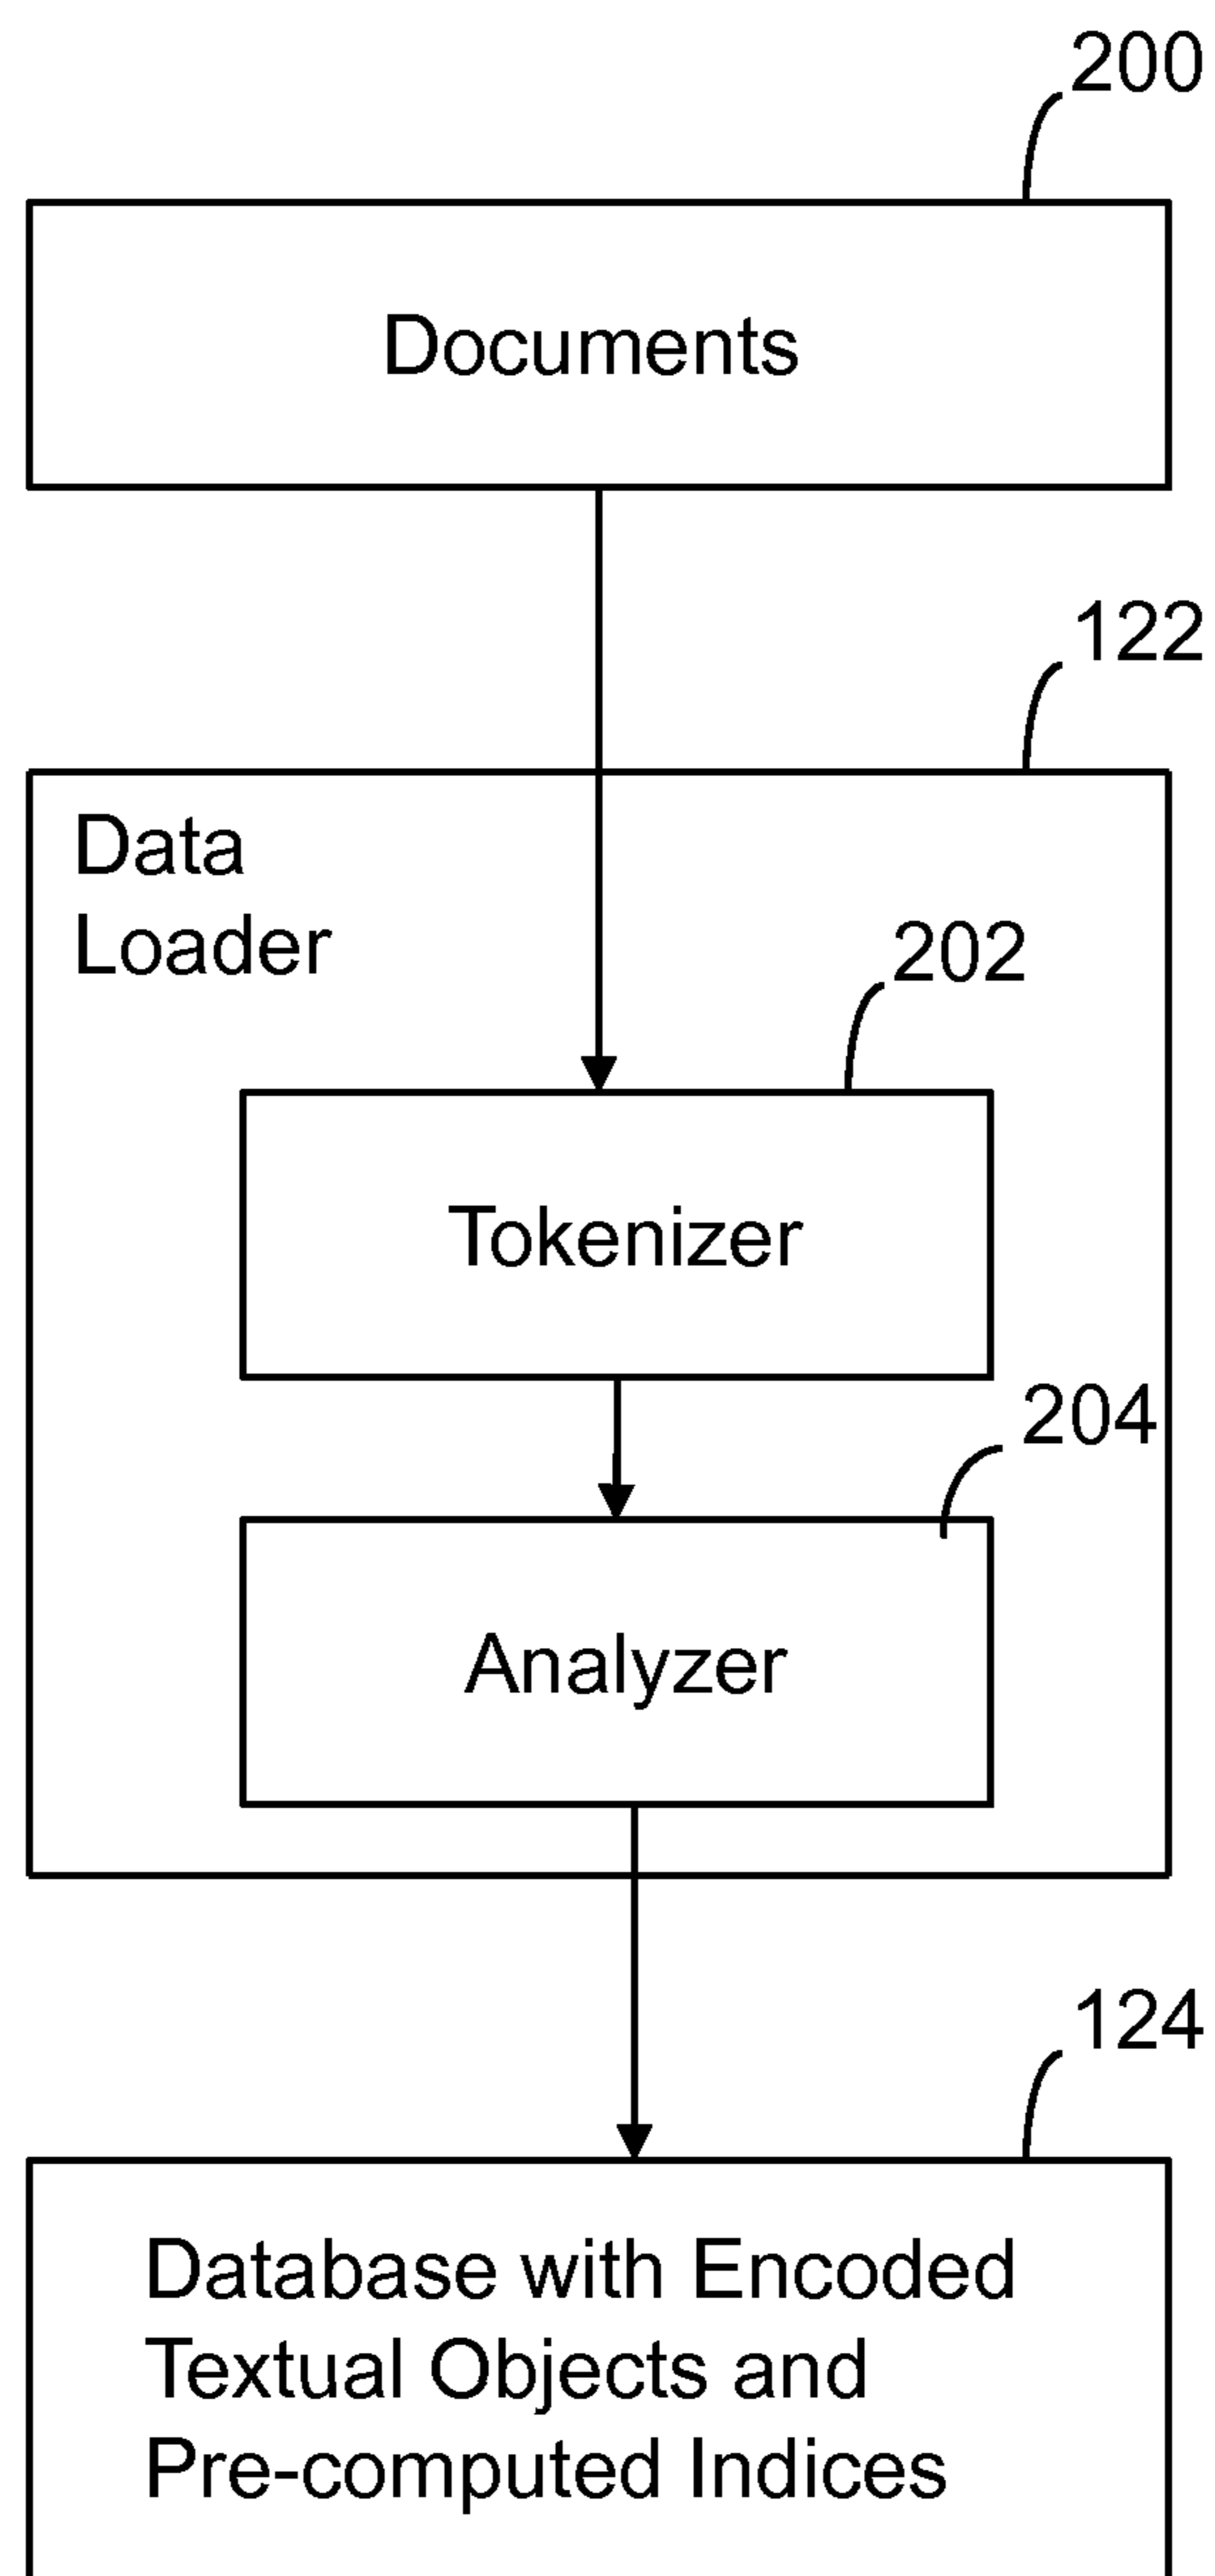 200
Documents
122
Data
Loader
202
Tokenizer
204
Analyzer
124
Database with Encoded
Textual Objects and
Pre-computed Indices